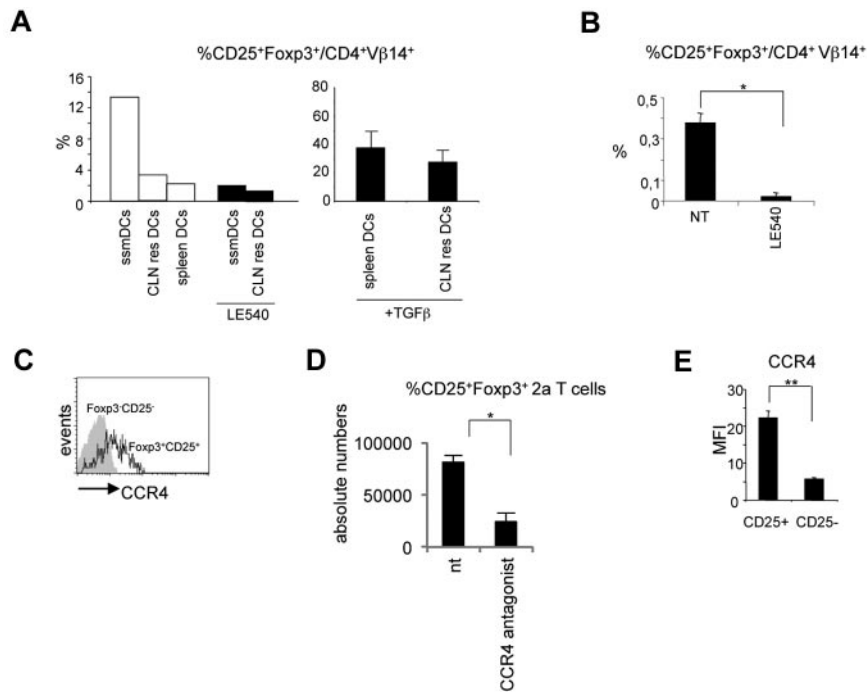 A
%CD25⁺Foxp3⁺/CD4⁺Vβ14⁺
16
12
8
4
0
%
ssmDCs
CLN res DCs
spleen DCs
ssmDCs
CLN res DCs
LE540
80
60
40
20
0
spleen DCs
CLN res DCs
+TGFβ
B
%CD25⁺Foxp3⁺/CD4⁺ Vβ14⁺
0,5
0,3
0,1
0
%
*
NT
LE540
C
events
Foxp3⁻CD25⁻
Foxp3⁺CD25⁺
CCR4
D
%CD25⁺Foxp3⁺ 2a T cells
absolute numbers
100000
50000
0
*
nt
CCR4 antagonist
E
CCR4
MFI
30
20
10
0
**
CD25+ CD25-